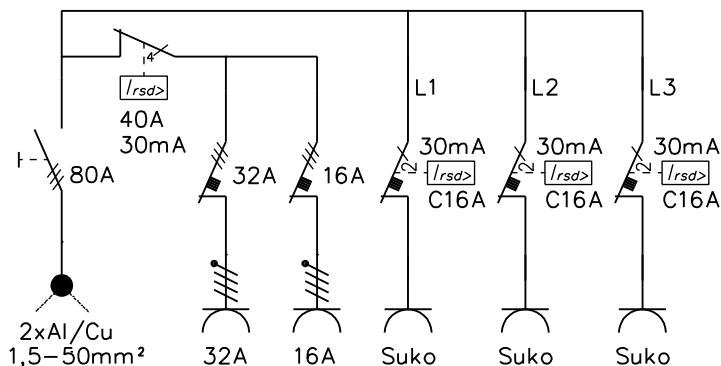 L1
L2
L3
4
Irsd>
40A
30mA
30mA
30mA
30mA
2
Irsd>
2
Irsd>
2
Irsd>
80A
32A
16A
C16A
C16A
C16A
2xAl/Cu
1,5-50mm²
32A
16A
Suko
Suko
Suko